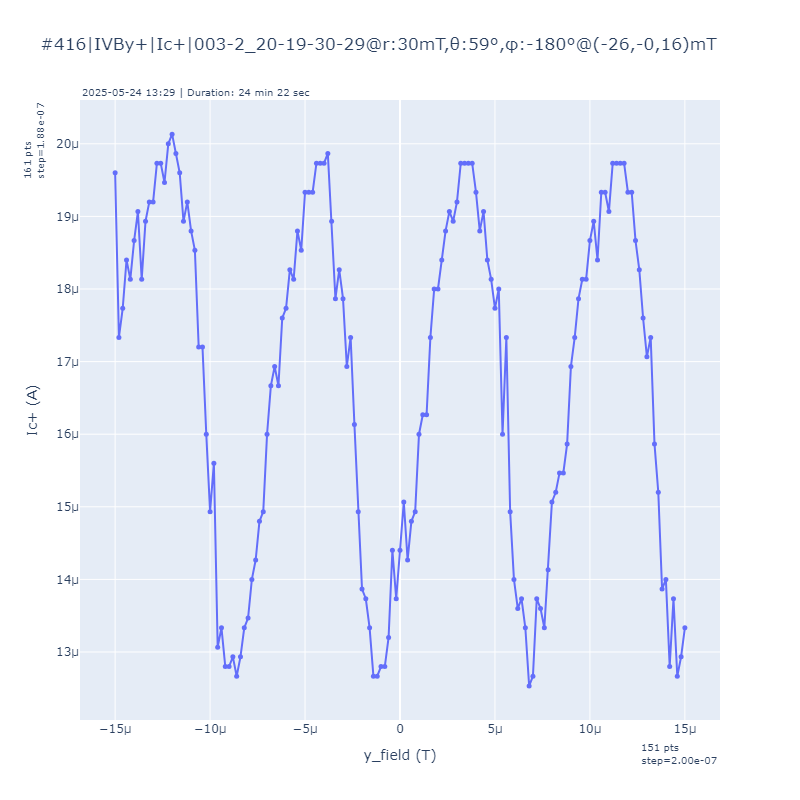 #416|IVBy+|Ic+|003-2_20-19-30-29@r:30mT,θ:59º,φ:-180º@(-26,-0,16)mT
2025-05-24 13:29 | Duration: 24 min 22 sec
161 pts
step=1.88e-07
20μ
19μ
18μ
17μ
16μ
15μ
14μ
13μ
Ic+ (A)
−15μ
−10μ
−5μ
0
5μ
10μ
15μ
y_field (T)
151 pts
step=2.00e-07